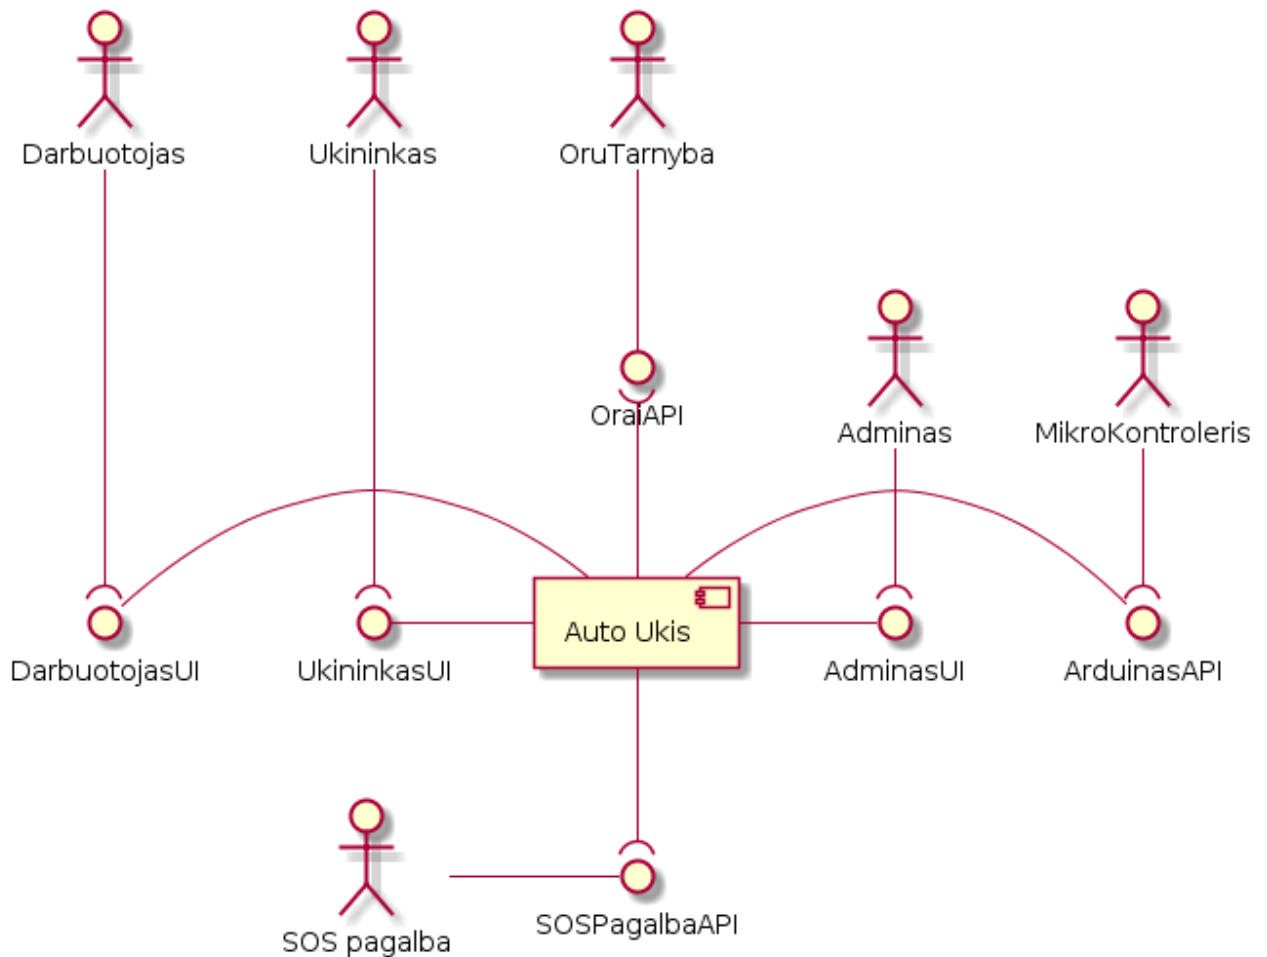 Darbuotojas
Ukininkas
OruTarnyba
OraiAPI
Adminas
MikroKontroleris
Auto Ukis
DarbuotojasUI
UkininkasUI
AdminasUI
ArduinasAPI
SOS pagalba
SOSPagalbaAPI